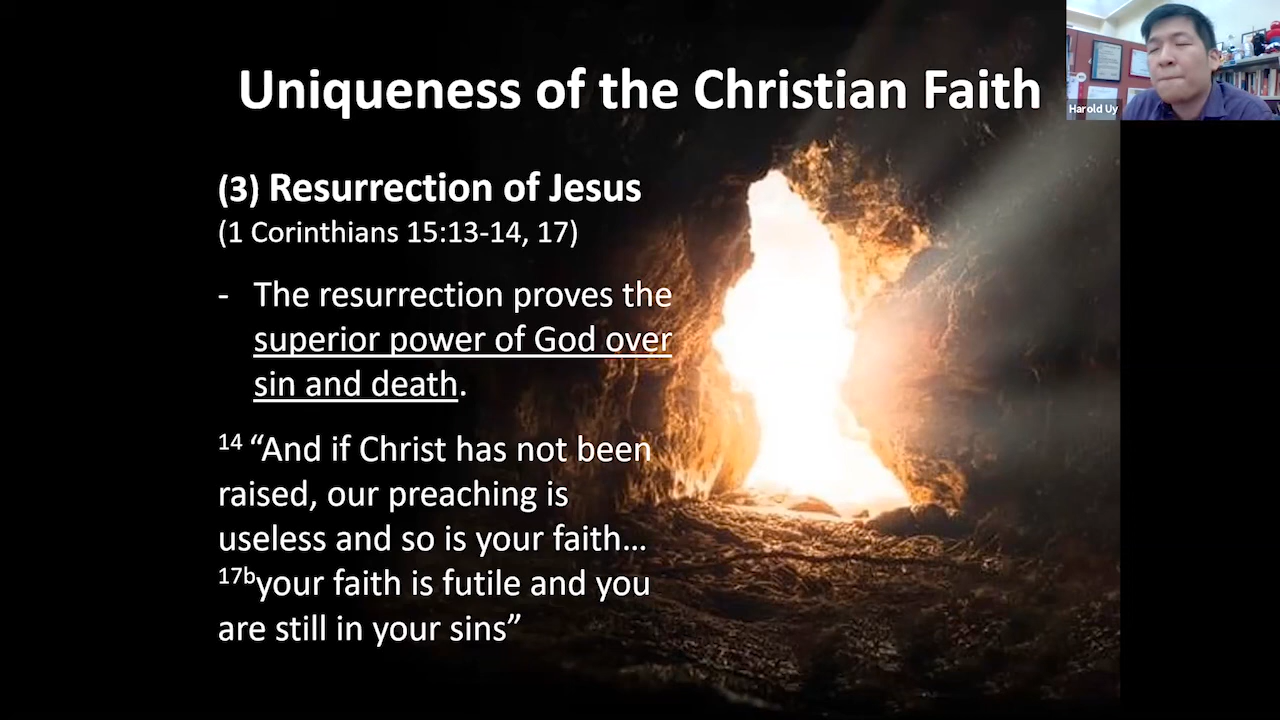 Uniqueness of the Christian Faith
Harold Uy
(3) Resurrection of Jesus
(1 Corinthians 15:13-14, 17)
- The resurrection proves the
superior power of God over
sin and death.
14 “And if Christ has not been
raised, our preaching is
useless and so is your faith…
17byour faith is futile and you
are still in your sins”